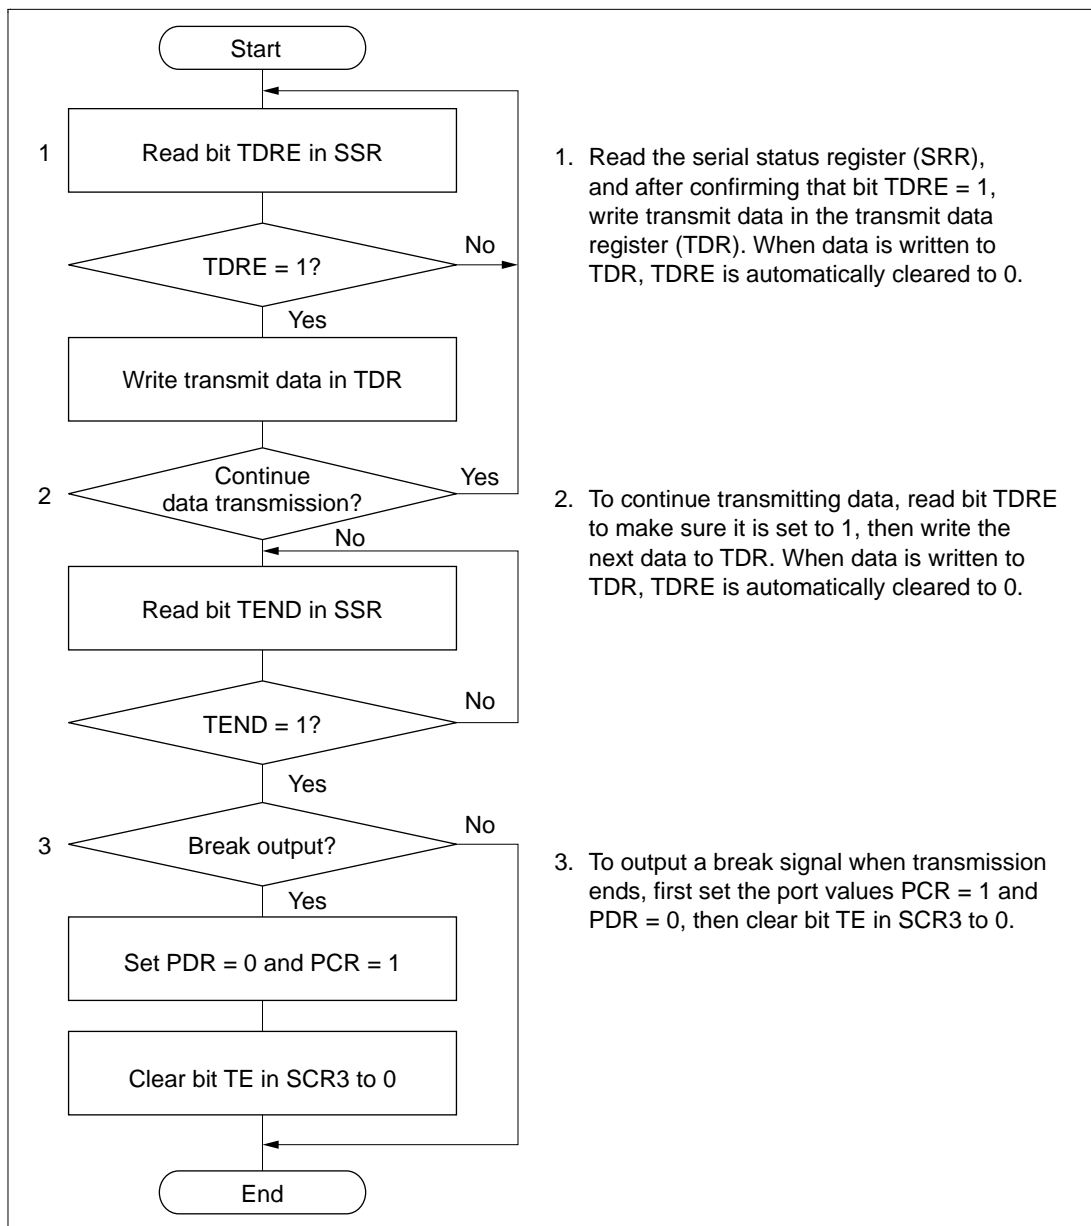 Start
1
Read bit TDRE in SSR
TDRE = 1?
No
Yes
Write transmit data in TDR
2
Continue
data transmission?
Yes
No
Read bit TEND in SSR
TEND = 1?
No
Yes
3
Break output?
No
Yes
Set PDR = 0 and PCR = 1
Clear bit TE in SCR3 to 0
End
1. Read the serial status register (SRR),
and after confirming that bit TDRE = 1,
write transmit data in the transmit data
register (TDR). When data is written to
TDR, TDRE is automatically cleared to 0.
2. To continue transmitting data, read bit TDRE
to make sure it is set to 1, then write the
next data to TDR. When data is written to
TDR, TDRE is automatically cleared to 0.
3. To output a break signal when transmission
ends, first set the port values PCR = 1 and
PDR = 0, then clear bit TE in SCR3 to 0.